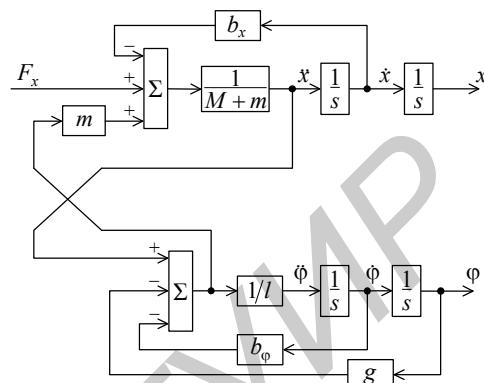 b_x
− F_x + Σ 1/(M + m) ẍ 1/s ẋ 1/s x
m +
+ − − Σ 1/l φ̈ 1/s φ̇ 1/s φ
b_φ
g